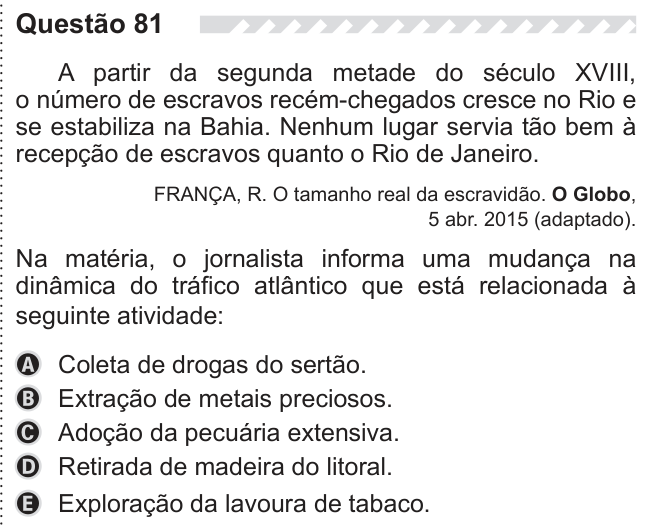 Questão 81
A partir da segunda metade do século XVIII,
o número de escravos recém-chegados cresce no Rio e
se estabiliza na Bahia. Nenhum lugar servia tão bem à
recepção de escravos quanto o Rio de Janeiro.
FRANÇA, R. O tamanho real da escravidão. O Globo,
5 abr. 2015 (adaptado).
Na matéria, o jornalista informa uma mudança na
dinâmica do tráfico atlântico que está relacionada à
seguinte atividade:
A Coleta de drogas do sertão.
B Extração de metais preciosos.
C Adoção da pecuária extensiva.
D Retirada de madeira do litoral.
E Exploração da lavoura de tabaco.